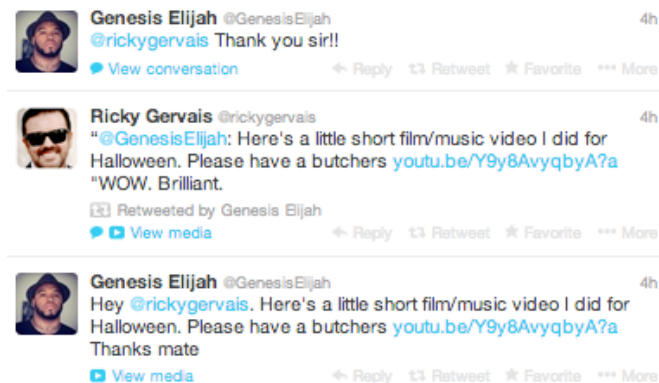 Genesis Elijah @GenesisElijah 4h
@rickygervais Thank you sir!!
View conversation Reply Retweet Favorite More
Ricky Gervais @rickygervais 4h
"@GenesisElijah: Here's a little short film/music video I did for
Halloween. Please have a butchers youtu.be/Y9y8AvyqbyA?a
"WOW. Brilliant.
Retweeted by Genesis Elijah
View media Reply Retweet Favorite More
Genesis Elijah @GenesisElijah 4h
Hey @rickygervais. Here's a little short film/music video I did for
Halloween. Please have a butchers youtu.be/Y9y8AvyqbyA?a
Thanks mate
View media Reply Retweet Favorite More